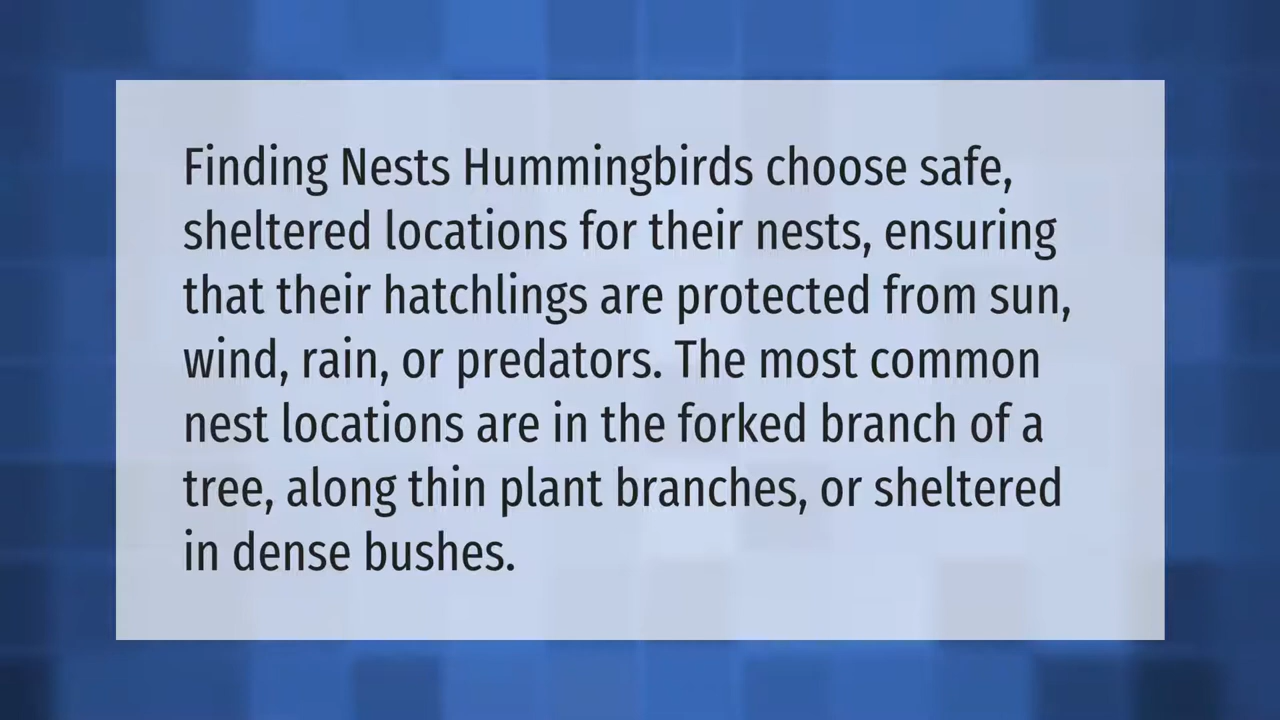 Finding Nests Hummingbirds choose safe,
sheltered locations for their nests, ensuring
that their hatchlings are protected from sun,
wind, rain, or predators. The most common
nest locations are in the forked branch of a
tree, along thin plant branches, or sheltered
in dense bushes.